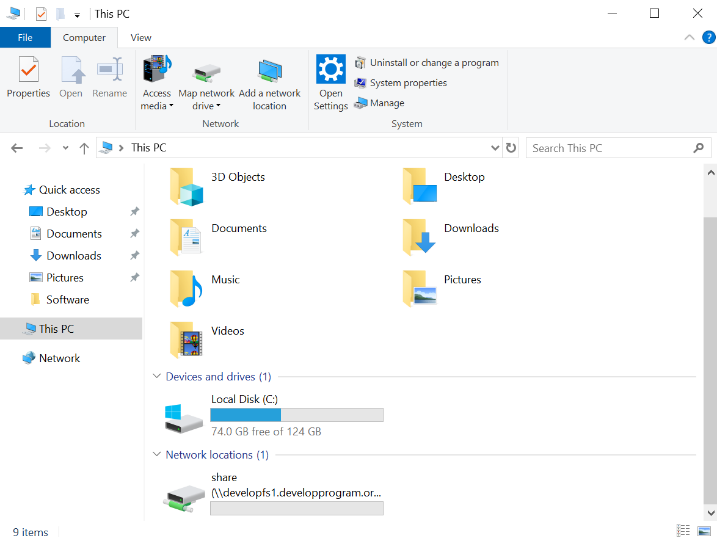 This PC
File
Computer
View
Properties
Open
Rename
Access media
Map network drive
Add a network location
Open Settings
Uninstall or change a program
System properties
Manage
Location
Network
System
This PC
Search This PC
Quick access
Desktop
Documents
Downloads
Pictures
Software
This PC
Network
3D Objects
Desktop
Documents
Downloads
Music
Pictures
Videos
Devices and drives (1)
Local Disk (C:)
74.0 GB free of 124 GB
Network locations (1)
share
(\\developfs1.developprogram.or...
9 items